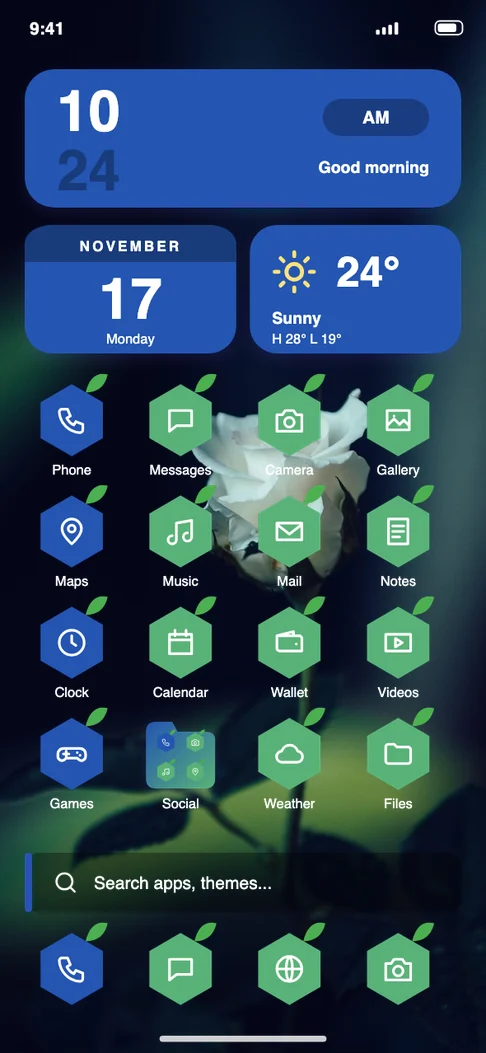 9:41
10
AM
24
Good morning
NOVEMBER
17
Monday
24°
Sunny
H 28° L 19°
Phone
Messages
Camera
Gallery
Maps
Music
Mail
Notes
Clock
Calendar
Wallet
Videos
Games
Social
Weather
Files
Search apps, themes...